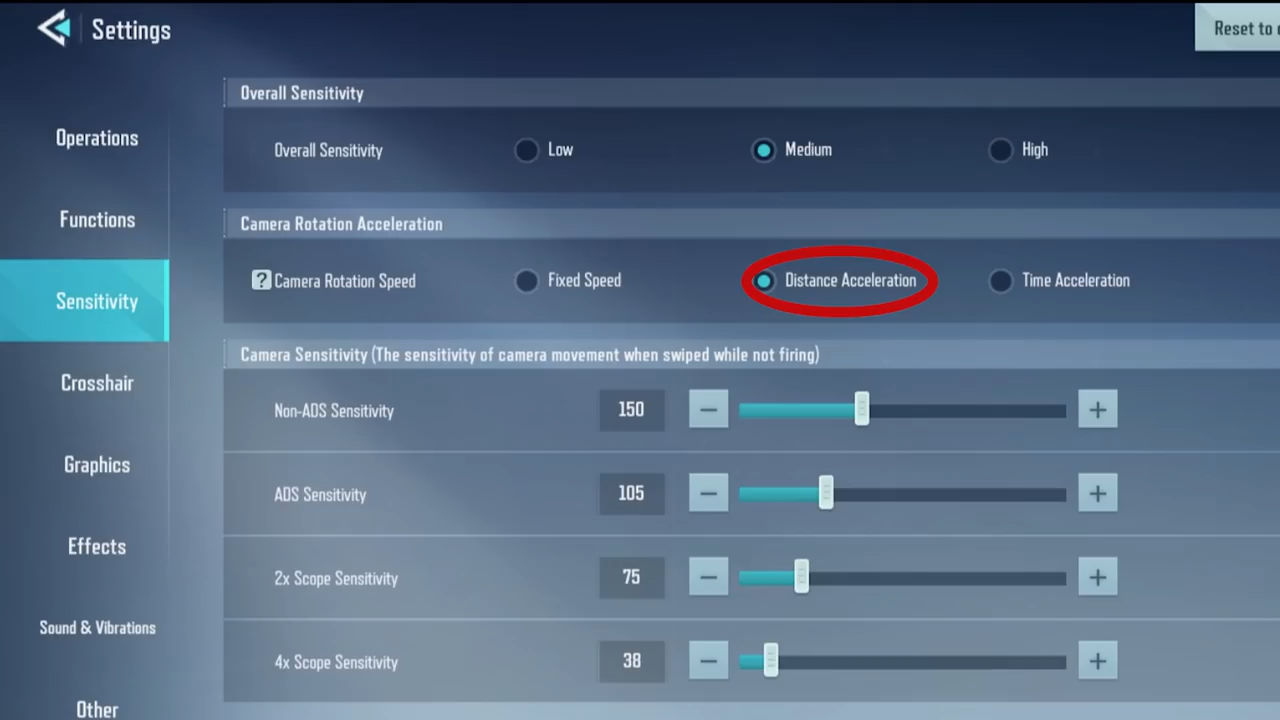 Settings
Reset to
Operations
Functions
Sensitivity
Crosshair
Graphics
Effects
Sound & Vibrations
Other
Overall Sensitivity
Overall Sensitivity Low Medium High
Camera Rotation Acceleration
? Camera Rotation Speed Fixed Speed Distance Acceleration Time Acceleration
Camera Sensitivity (The sensitivity of camera movement when swiped while not firing)
Non-ADS Sensitivity 150 − +
ADS Sensitivity 105 − +
2x Scope Sensitivity 75 − +
4x Scope Sensitivity 38 − +